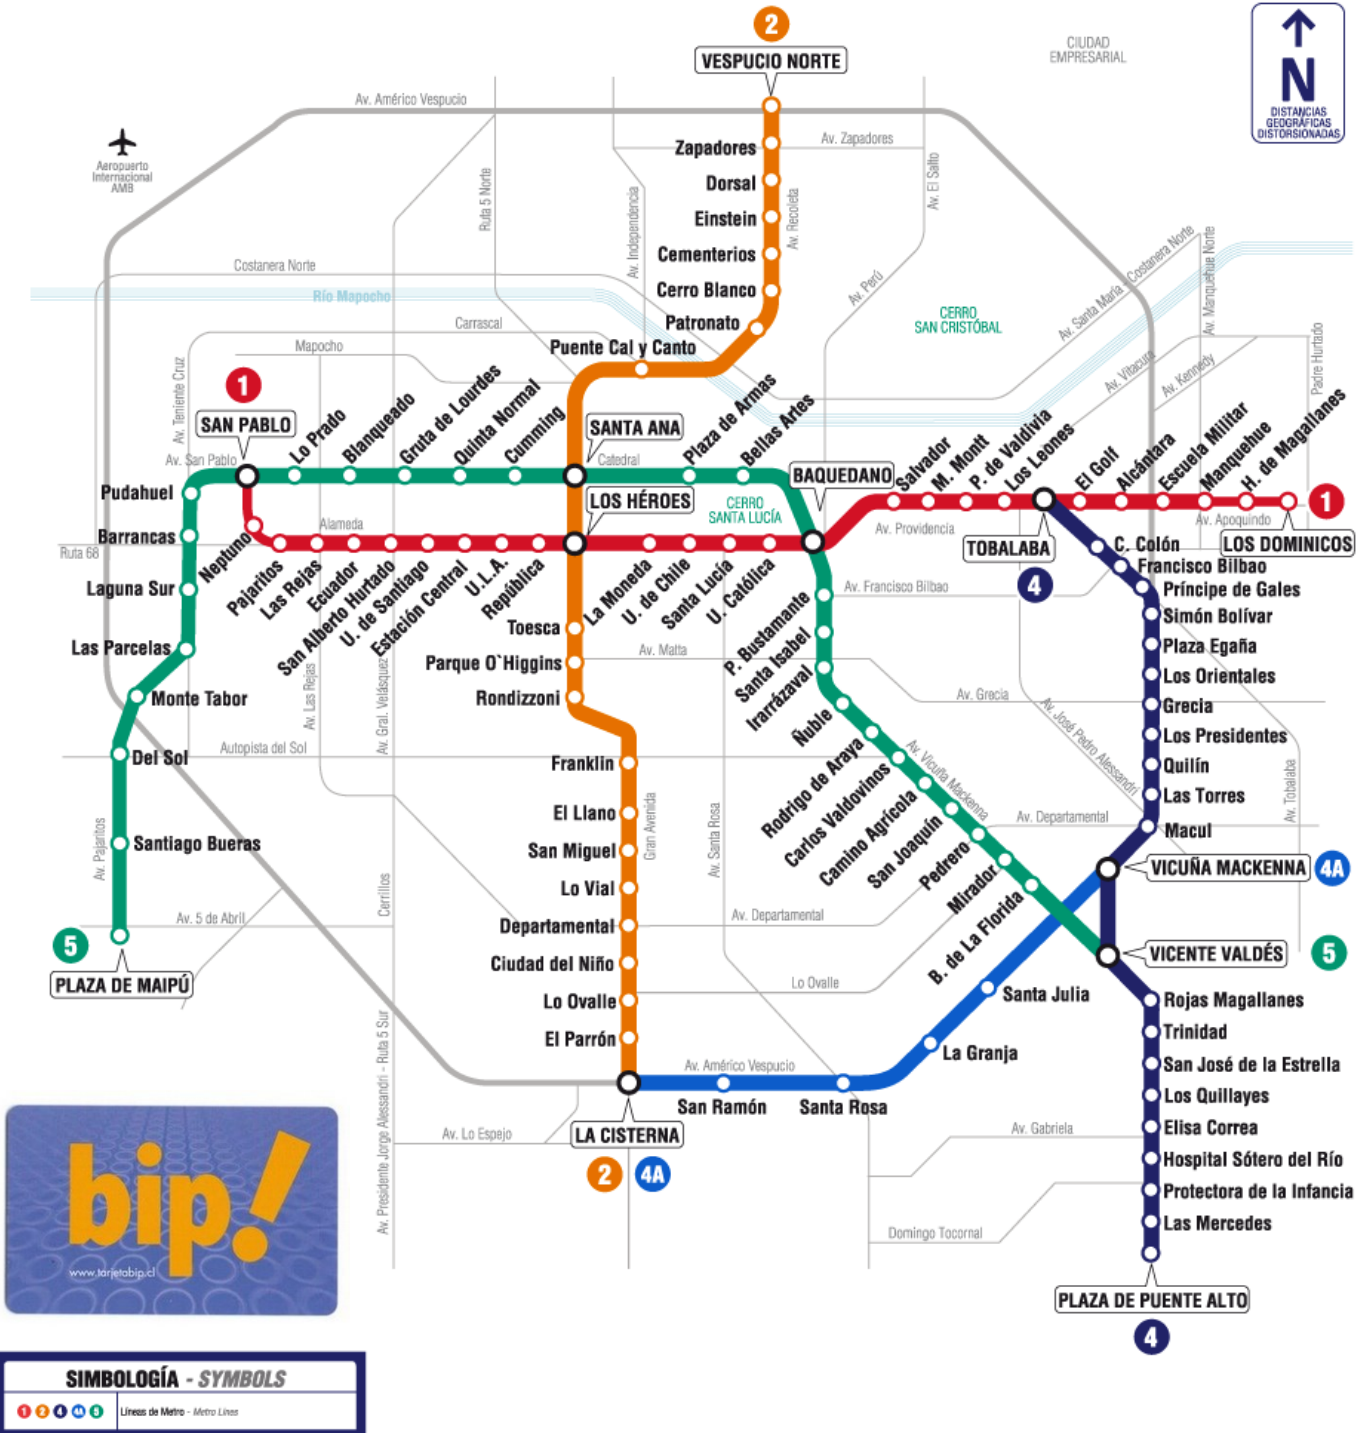 2
VESPUCIO NORTE
CIUDAD
EMPRESARIAL
N
DISTANCIAS
GEOGRÁFICAS
DISTORSIONADAS
Av. Américo Vespucio
Aeropuerto
Internacional
AMB
Zapadores
Av. Zapadores
Dorsal
Einstein
Cementerios
Cerro Blanco
Patronato
Puente Cal y Canto
Ruta 5 Norte
Av. Independencia
Av. Recoleta
Av. El Salto
Av. Perú
Costanera Norte
Río Mapocho
Carrascal
Mapocho
CERRO
SAN CRISTÓBAL
Av. Santa María - Costanera Norte
Av. Manquehue Norte
Av. Vitacura
Av. Kennedy
Padre Hurtado
Av. Teniente Cruz
1
SAN PABLO
Av. San Pablo
Lo Prado
Blanqueado
Gruta de Lourdes
Quinta Normal
Cumming
SANTA ANA
Catedral
Plaza de Armas
Bellas Artes
LOS HÉROES
CERRO
SANTA LUCÍA
BAQUEDANO
Salvador
M. Montt
P. de Valdivia
Los Leones
El Golf
Alcántara
Escuela Militar
Manquehue
H. de Magallanes
1
LOS DOMINICOS
Av. Providencia
Av. Apoquindo
TOBALABA
4
Pudahuel
Barrancas
Ruta 68
Laguna Sur
Las Parcelas
Monte Tabor
Del Sol
Santiago Bueras
Av. Pajaritos
5
PLAZA DE MAIPÚ
Alameda
Neptuno
Pajaritos
Las Rejas
Ecuador
San Alberto Hurtado
U. de Santiago
Estación Central
U.L.A.
República
La Moneda
U. de Chile
Santa Lucía
U. Católica
Av. Las Rejas
Av. Gral. Velásquez
Autopista del Sol
Av. 5 de Abril
Cerrillos
Av. Presidente Jorge Alessandri - Ruta 5 Sur
Toesca
Parque O`Higgins
Rondizzoni
Franklin
El Llano
San Miguel
Lo Vial
Departamental
Ciudad del Niño
Lo Ovalle
El Parrón
Gran Avenida
Av. Santa Rosa
Av. Matta
Av. Departamental
Lo Ovalle
P. Bustamante
Santa Isabel
Irarrázaval
Ñuble
Rodrigo de Araya
Carlos Valdovinos
Camino Agrícola
San Joaquín
Pedrero
Mirador
B. de La Florida
Av. Vicuña Mackenna
Av. Francisco Bilbao
Av. Grecia
Av. José Pedro Alessandri
Av. Departamental
Av. Tobalaba
C. Colón
Francisco Bilbao
Príncipe de Gales
Simón Bolívar
Plaza Egaña
Los Orientales
Grecia
Los Presidentes
Quilín
Las Torres
Macul
VICUÑA MACKENNA
4A
VICENTE VALDÉS
5
Santa Julia
La Granja
Santa Rosa
San Ramón
Av. Américo Vespucio
LA CISTERNA
2
4A
Av. Lo Espejo
Rojas Magallanes
Trinidad
San José de la Estrella
Los Quillayes
Elisa Correa
Hospital Sótero del Río
Protectora de la Infancia
Las Mercedes
PLAZA DE PUENTE ALTO
4
Av. Gabriela
Domingo Tocornal
bip!
www.tarjetabip.cl
SIMBOLOGÍA - SYMBOLS
1 2 4 4A 5 Líneas de Metro - Metro Lines